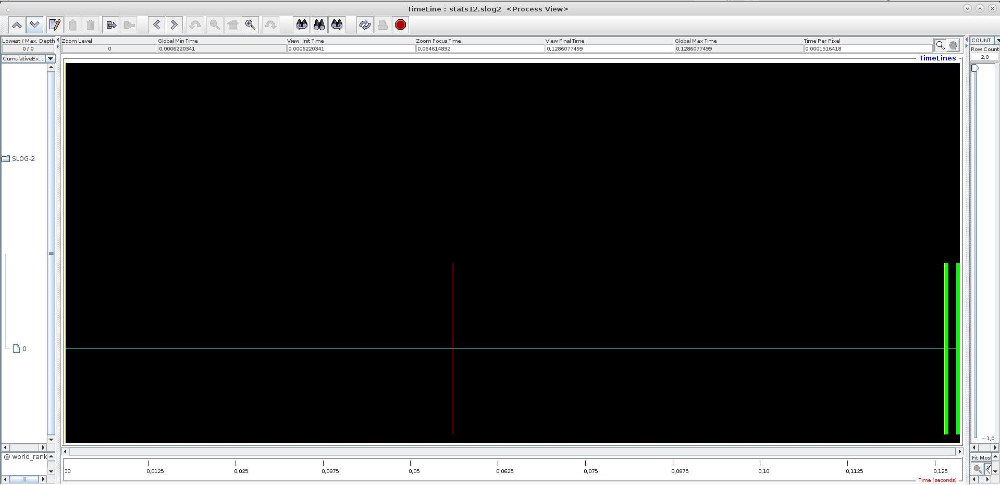 TimeLine : stats12.slog2 <Process View>
Lowest / Max. Depth Zoom Level Global Min Time View Init Time Zoom Focus Time View Final Time Global Max Time Time Per Pixel COUNT
0 / 0 0 0,0006220341 0,0006220341 0,064614892 0,1286077499 0,1286077499 0,0001516418 Row Count
CumulativeEx... TimeLines 2,0
SLOG-2
0
1,0
@ world_rank Fit Most
00 0,0125 0,025 0,0375 0,05 0,0625 0,075 0,0875 0,10 0,1125 0,125
Time (seconds)